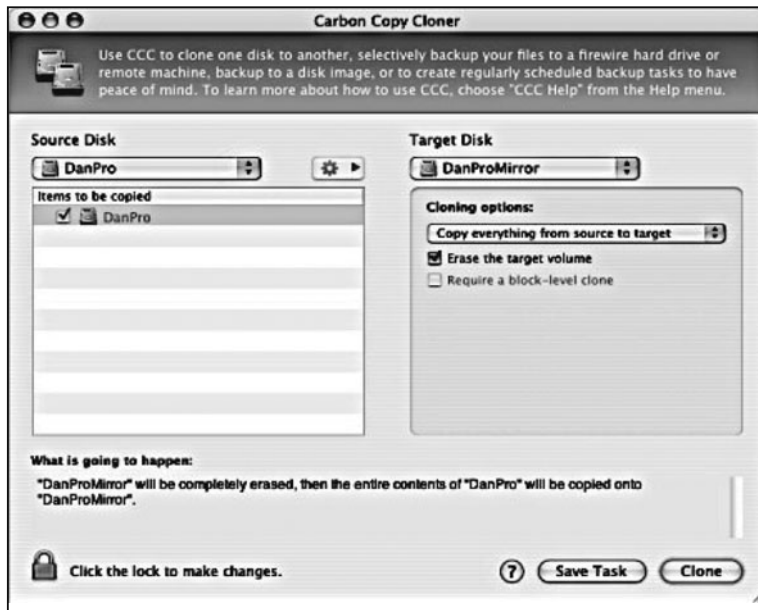 Carbon Copy Cloner
Use CCC to clone one disk to another, selectively backup your files to a firewire hard drive or
remote machine, backup to a disk image, or to create regularly scheduled backup tasks to have
peace of mind. To learn more about how to use CCC, choose "CCC Help" from the Help menu.
Source Disk
DanPro
Items to be copied
DanPro
Target Disk
DanProMirror
Cloning options:
Copy everything from source to target
Erase the target volume
Require a block-level clone
What is going to happen:
"DanProMirror" will be completely erased, then the entire contents of "DanPro" will be copied onto
"DanProMirror".
Click the lock to make changes.
?
Save Task
Clone